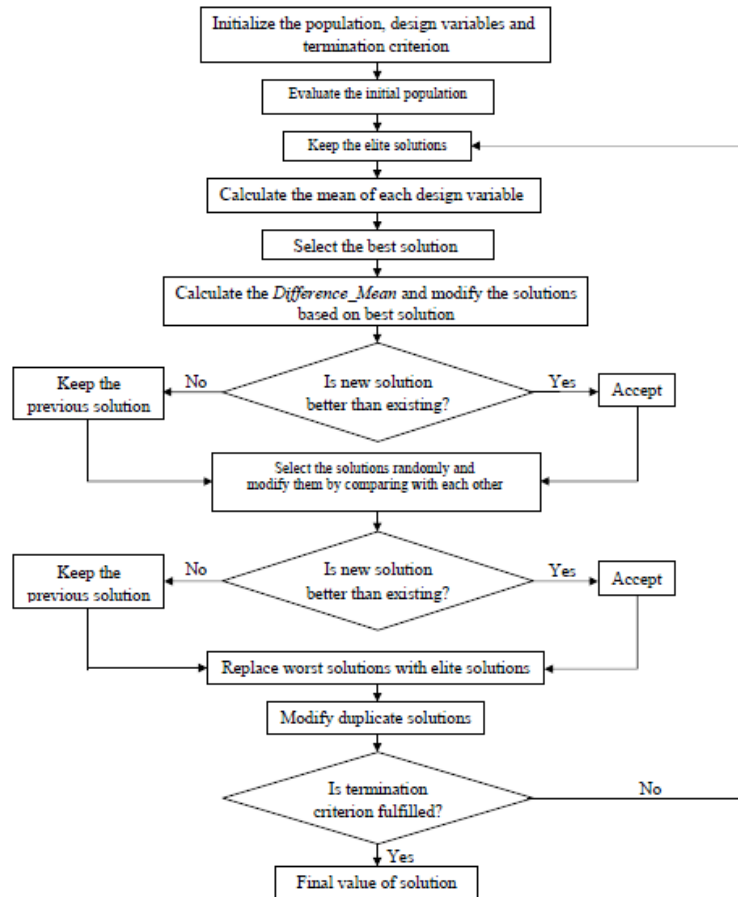 Initialize the population, design variables and
termination criterion
Evaluate the initial population
Keep the elite solutions
Calculate the mean of each design variable
Select the best solution
Calculate the Difference_Mean and modify the solutions
based on best solution
Keep the
previous solution
No
Is new solution
better than existing?
Yes
Accept
Select the solutions randomly and
modify them by comparing with each other
Keep the
previous solution
No
Is new solution
better than existing?
Yes
Accept
Replace worst solutions with elite solutions
Modify duplicate solutions
Is termination
criterion fulfilled?
No
Yes
Final value of solution